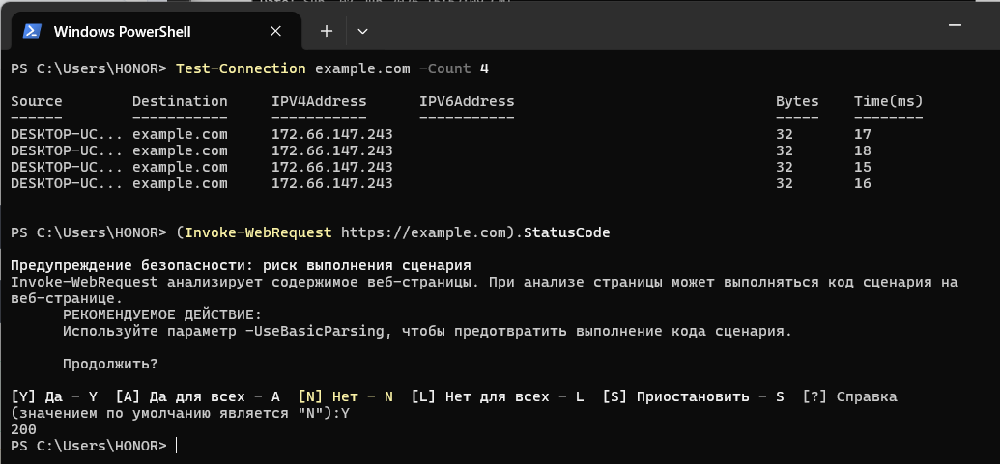 Windows PowerShell
PS C:\Users\HONOR> Test-Connection example.com -Count 4
Source        Destination     IPV4Address      IPV6Address                              Bytes    Time(ms)
------        -----------     -----------      -----------                              -----    --------
DESKTOP-UC... example.com     172.66.147.243                                            32       17
DESKTOP-UC... example.com     172.66.147.243                                            32       18
DESKTOP-UC... example.com     172.66.147.243                                            32       15
DESKTOP-UC... example.com     172.66.147.243                                            32       16
PS C:\Users\HONOR> (Invoke-WebRequest https://example.com).StatusCode
Предупреждение безопасности: риск выполнения сценария
Invoke-WebRequest анализирует содержимое веб-страницы. При анализе страницы может выполняться код сценария на
веб-странице.
      РЕКОМЕНДУЕМОЕ ДЕЙСТВИЕ:
      Используйте параметр -UseBasicParsing, чтобы предотвратить выполнение кода сценария.
      Продолжить?
[Y] Да - Y  [A] Да для всех - A  [N] Нет - N  [L] Нет для всех - L  [S] Приостановить - S  [?] Справка
(значением по умолчанию является "N"):Y
200
PS C:\Users\HONOR>